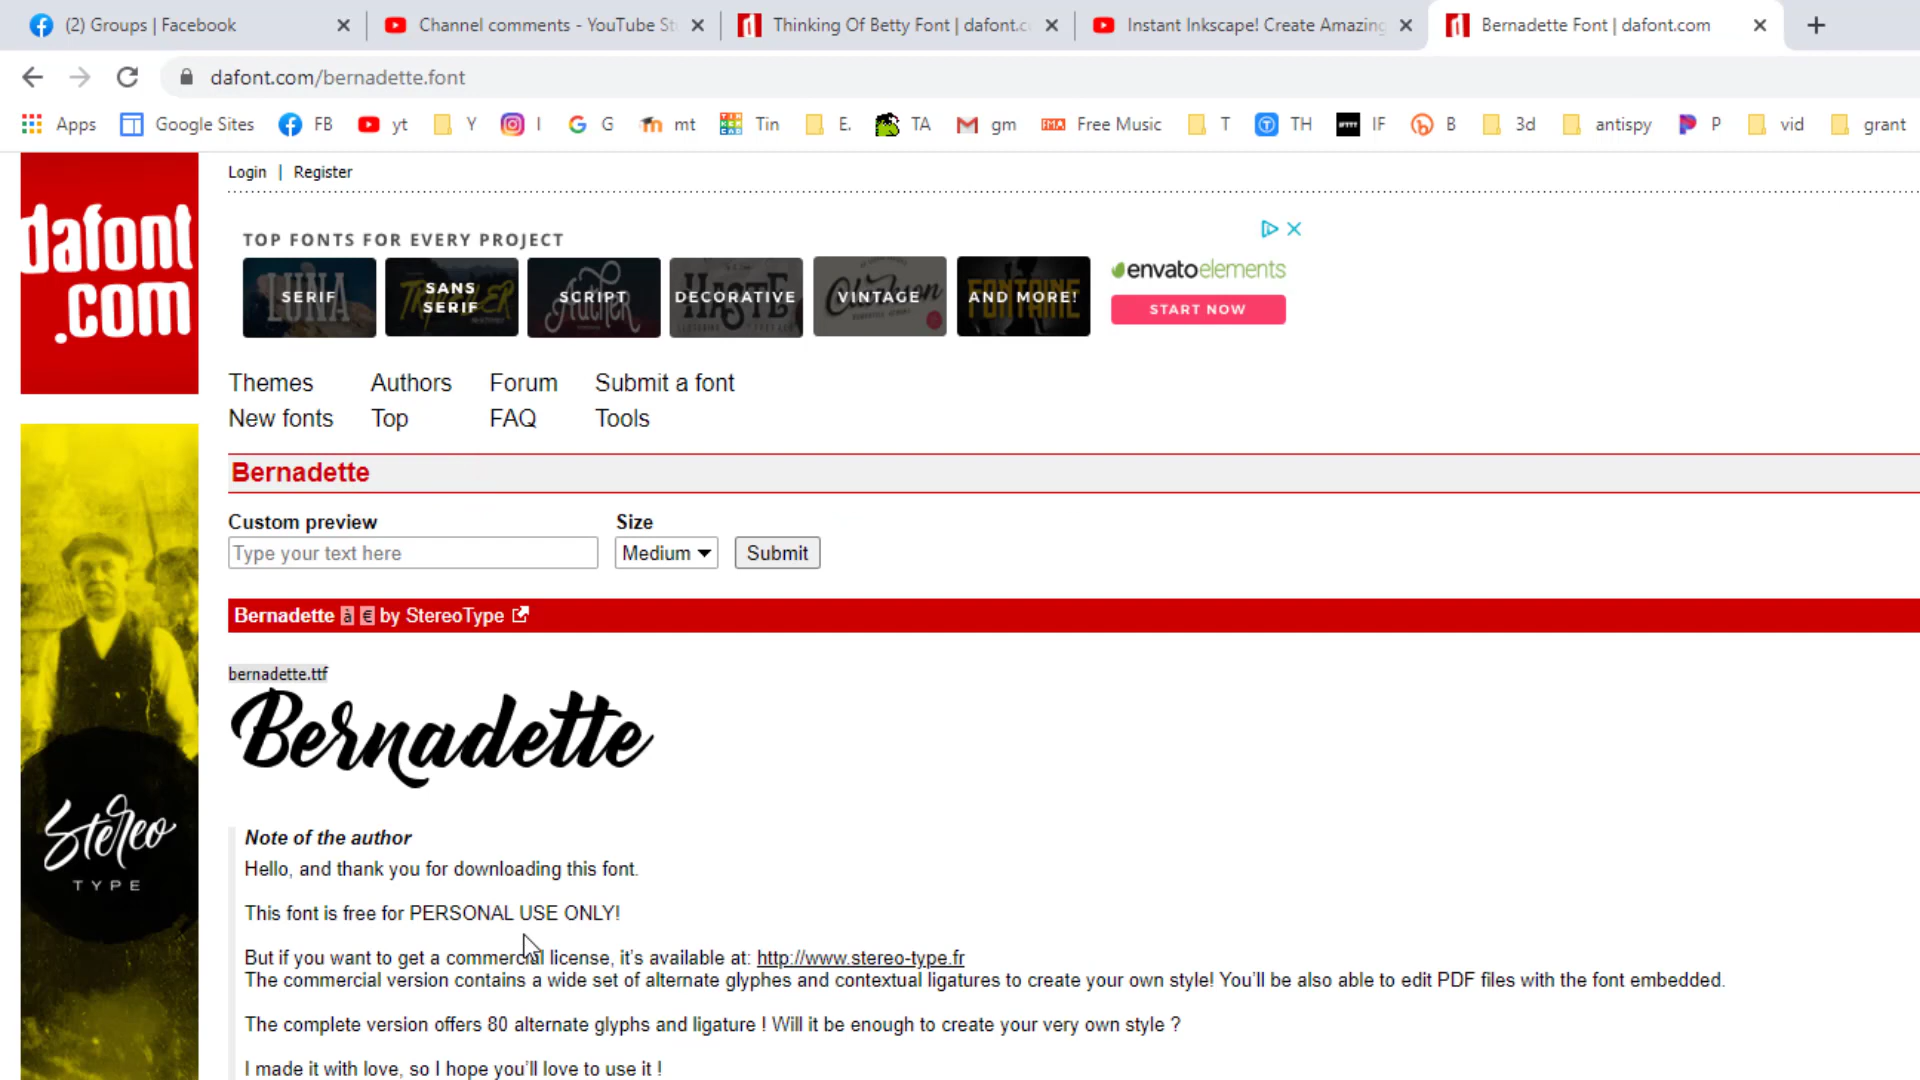 (2) Groups | Facebook
Channel comments - YouTube St
Thinking Of Betty Font | dafont.c
Instant Inkscape! Create Amazing
Bernadette Font | dafont.com
dafont.com/bernadette.font
Apps Google Sites FB yt Y I G mt Tin E. TA gm Free Music T TH IF B 3d antispy P vid grant
dafont
.com
Login | Register
TOP FONTS FOR EVERY PROJECT
SERIF
SANS
SERIF
SCRIPT
DECORATIVE
VINTAGE
AND MORE!
envatoelements
START NOW
Themes Authors Forum Submit a font
New fonts Top FAQ Tools
Bernadette
Custom preview Size
Type your text here Medium Submit
Bernadette à € by StereoType
bernadette.ttf
Bernadette
Stereo
TYPE
Note of the author
Hello, and thank you for downloading this font.
This font is free for PERSONAL USE ONLY!
But if you want to get a commercial license, it's available at: http://www.stereo-type.fr
The commercial version contains a wide set of alternate glyphes and contextual ligatures to create your own style! You'll be also able to edit PDF files with the font embedded.
The complete version offers 80 alternate glyphs and ligature ! Will it be enough to create your very own style ?
I made it with love, so I hope you'll love to use it !